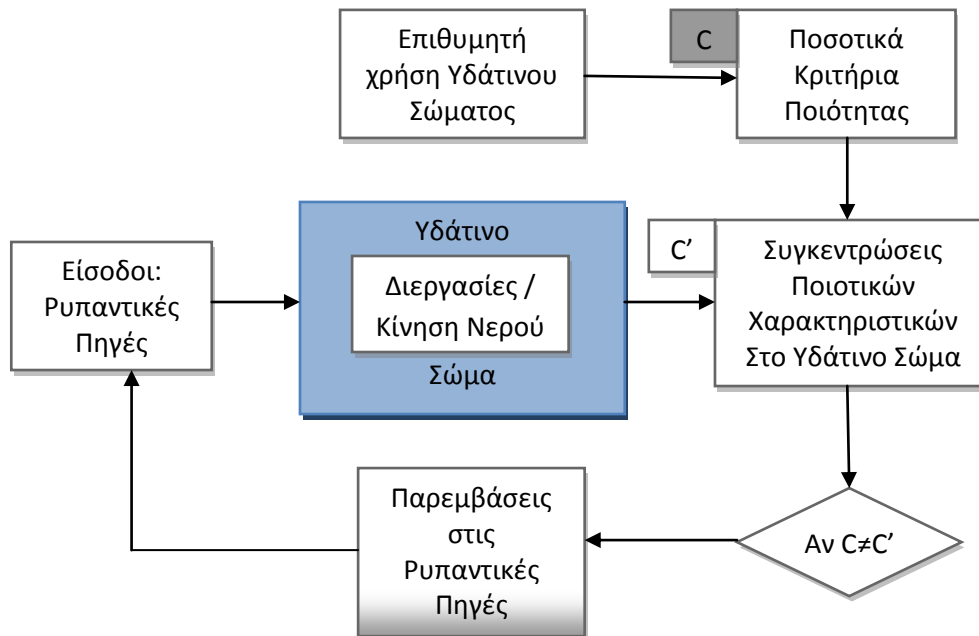 Επιθυμητή
χρήση Υδάτινου
Σώματος
C
Ποσοτικά
Κριτήρια
Ποιότητας
Είσοδοι:
Ρυπαντικές
Πηγές
Υδάτινο
Διεργασίες /
Κίνηση Νερού
Σώμα
C’
Συγκεντρώσεις
Ποιοτικών
Χαρακτηριστικών
Στο Υδάτινο Σώμα
Παρεμβάσεις
στις
Ρυπαντικές
Πηγές
Αν C≠C’